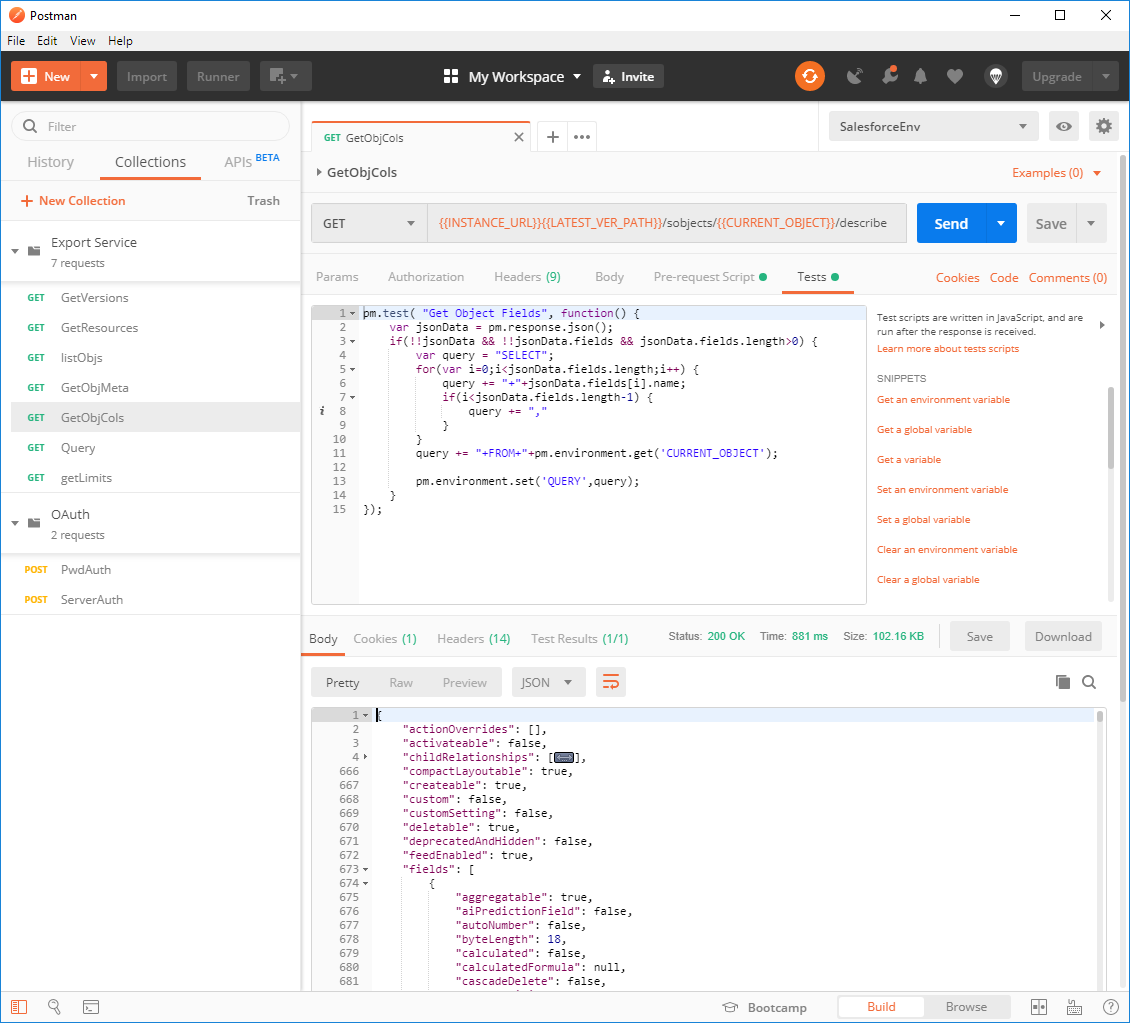 Postman
File Edit View Help
New Import Runner My Workspace Invite Upgrade
Filter
History Collections APIs BETA
New Collection Trash
Export Service
7 requests
GET GetVersions
GET GetResources
GET listObjs
GET GetObjMeta
GET GetObjCols
GET Query
GET getLimits
OAuth
2 requests
POST PwdAuth
POST ServerAuth
GET GetObjCols
SalesforceEnv
GetObjCols
Examples (0)
GET {{INSTANCE_URL}}{{LATEST_VER_PATH}}/sobjects/{{CURRENT_OBJECT}}/describe Send Save
Params Authorization Headers (9) Body Pre-request Script Tests Cookies Code Comments (0)
1 pm.test( "Get Object Fields", function() {
2 var jsonData = pm.response.json();
3 if(!!jsonData && !!jsonData.fields && jsonData.fields.length>0) {
4 var query = "SELECT";
5 for(var i=0;i<jsonData.fields.length;i++) {
6 query += "+"+jsonData.fields[i].name;
7 if(i<jsonData.fields.length-1) {
i 8 query += ","
9 }
10 }
11 query += "+FROM+"+pm.environment.get('CURRENT_OBJECT');
12
13 pm.environment.set('QUERY',query);
14 }
15 });
Test scripts are written in JavaScript, and are
run after the response is received.
Learn more about tests scripts
SNIPPETS
Get an environment variable
Get a global variable
Get a variable
Set an environment variable
Set a global variable
Clear an environment variable
Clear a global variable
Body Cookies (1) Headers (14) Test Results (1/1) Status: 200 OK Time: 881 ms Size: 102.16 KB Save Download
Pretty Raw Preview JSON
1 {
2 "actionOverrides": [],
3 "activateable": false,
4 "childRelationships": [],
666 "compactLayoutable": true,
667 "createable": true,
668 "custom": false,
669 "customSetting": false,
670 "deletable": true,
671 "deprecatedAndHidden": false,
672 "feedEnabled": true,
673 "fields": [
674 {
675 "aggregatable": true,
676 "aiPredictionField": false,
677 "autoNumber": false,
678 "byteLength": 18,
679 "calculated": false,
680 "calculatedFormula": null,
681 "cascadeDelete": false,
Bootcamp Build Browse